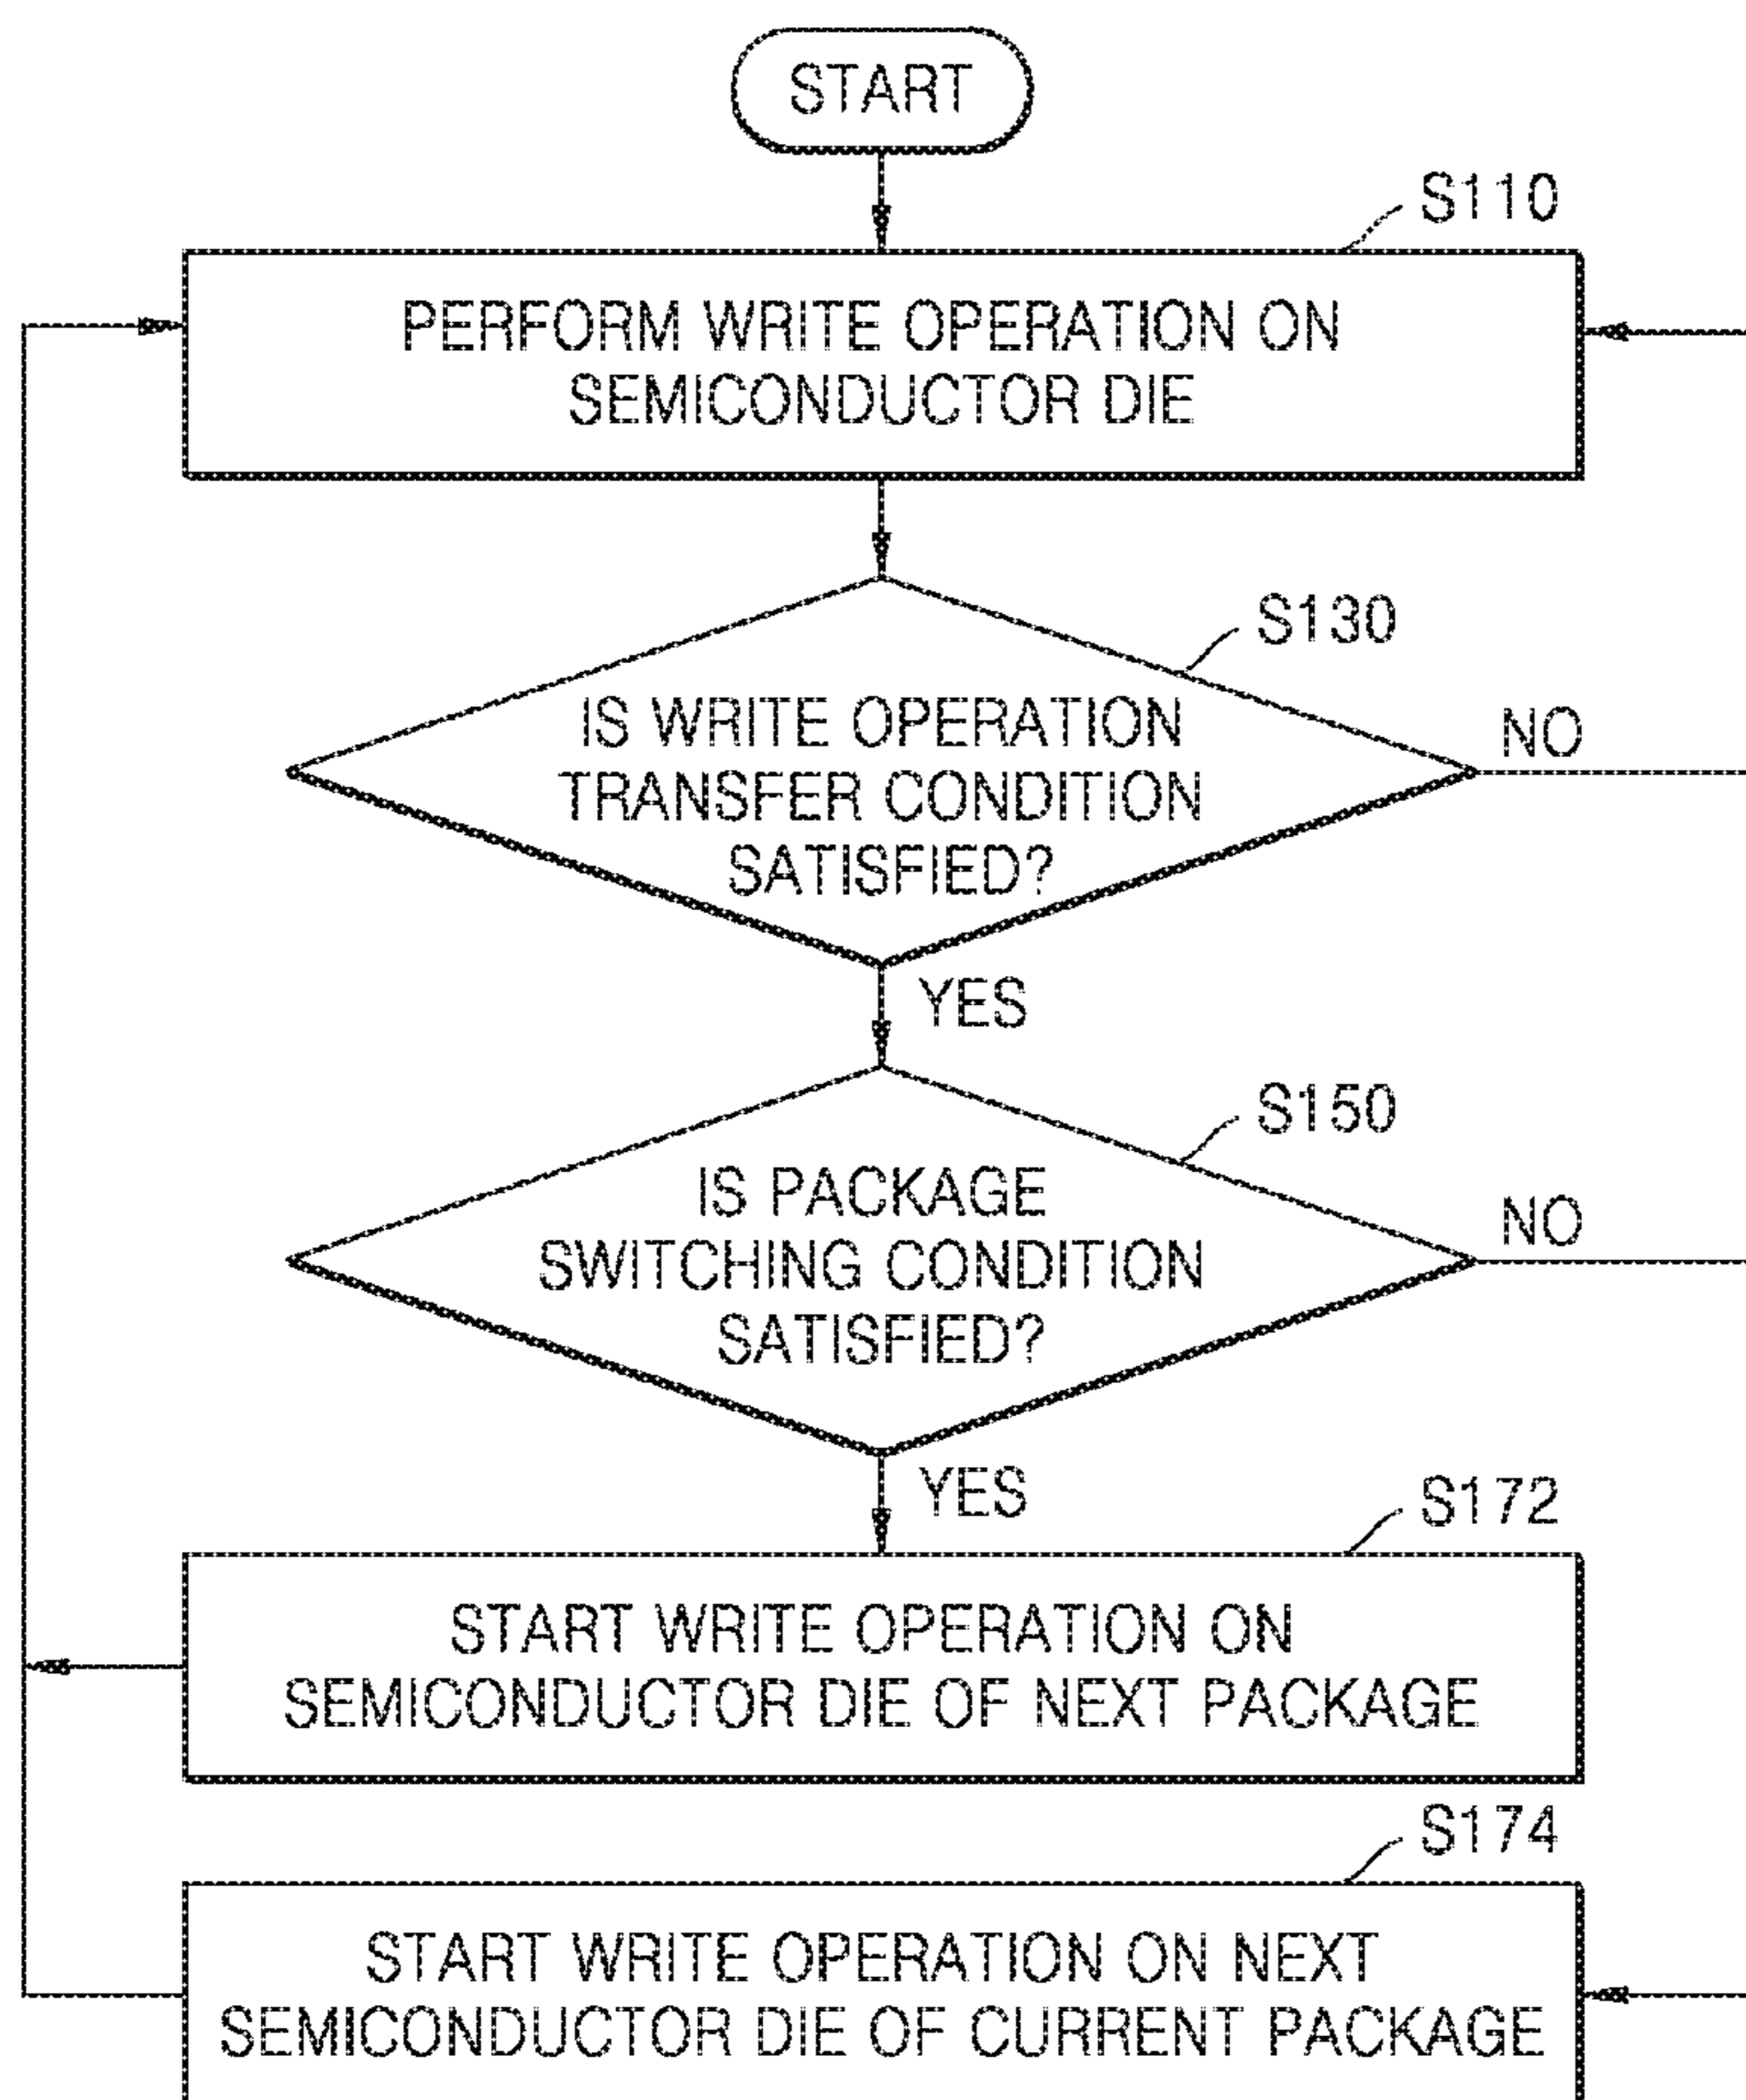 START
S110
PERFORM WRITE OPERATION ON
SEMICONDUCTOR DIE
S130
IS WRITE OPERATION
TRANSFER CONDITION
SATISFIED?
NO
YES
S150
IS PACKAGE
SWITCHING CONDITION
SATISFIED?
NO
YES
S172
START WRITE OPERATION ON
SEMICONDUCTOR DIE OF NEXT PACKAGE
S174
START WRITE OPERATION ON NEXT
SEMICONDUCTOR DIE OF CURRENT PACKAGE